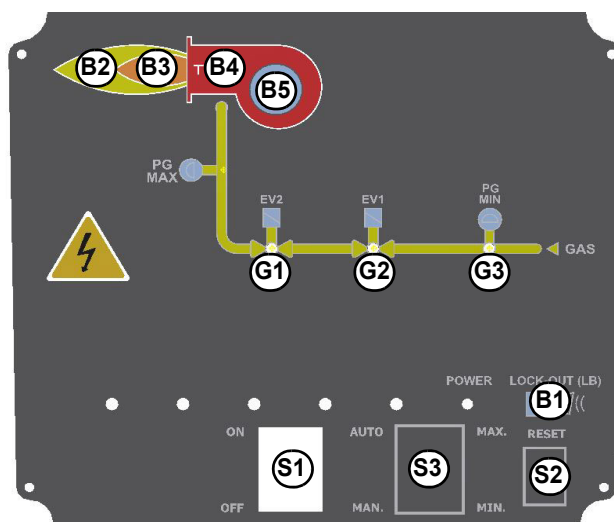 B2 B3 T B4
B5
PG
MAX
EV2 EV1 PG
MIN
GAS
G1 G2 G3
POWER LOCK-OUT (LB)
B1
ON AUTO MAX. RESET
S1 S3 S2
OFF MAN. MIN.